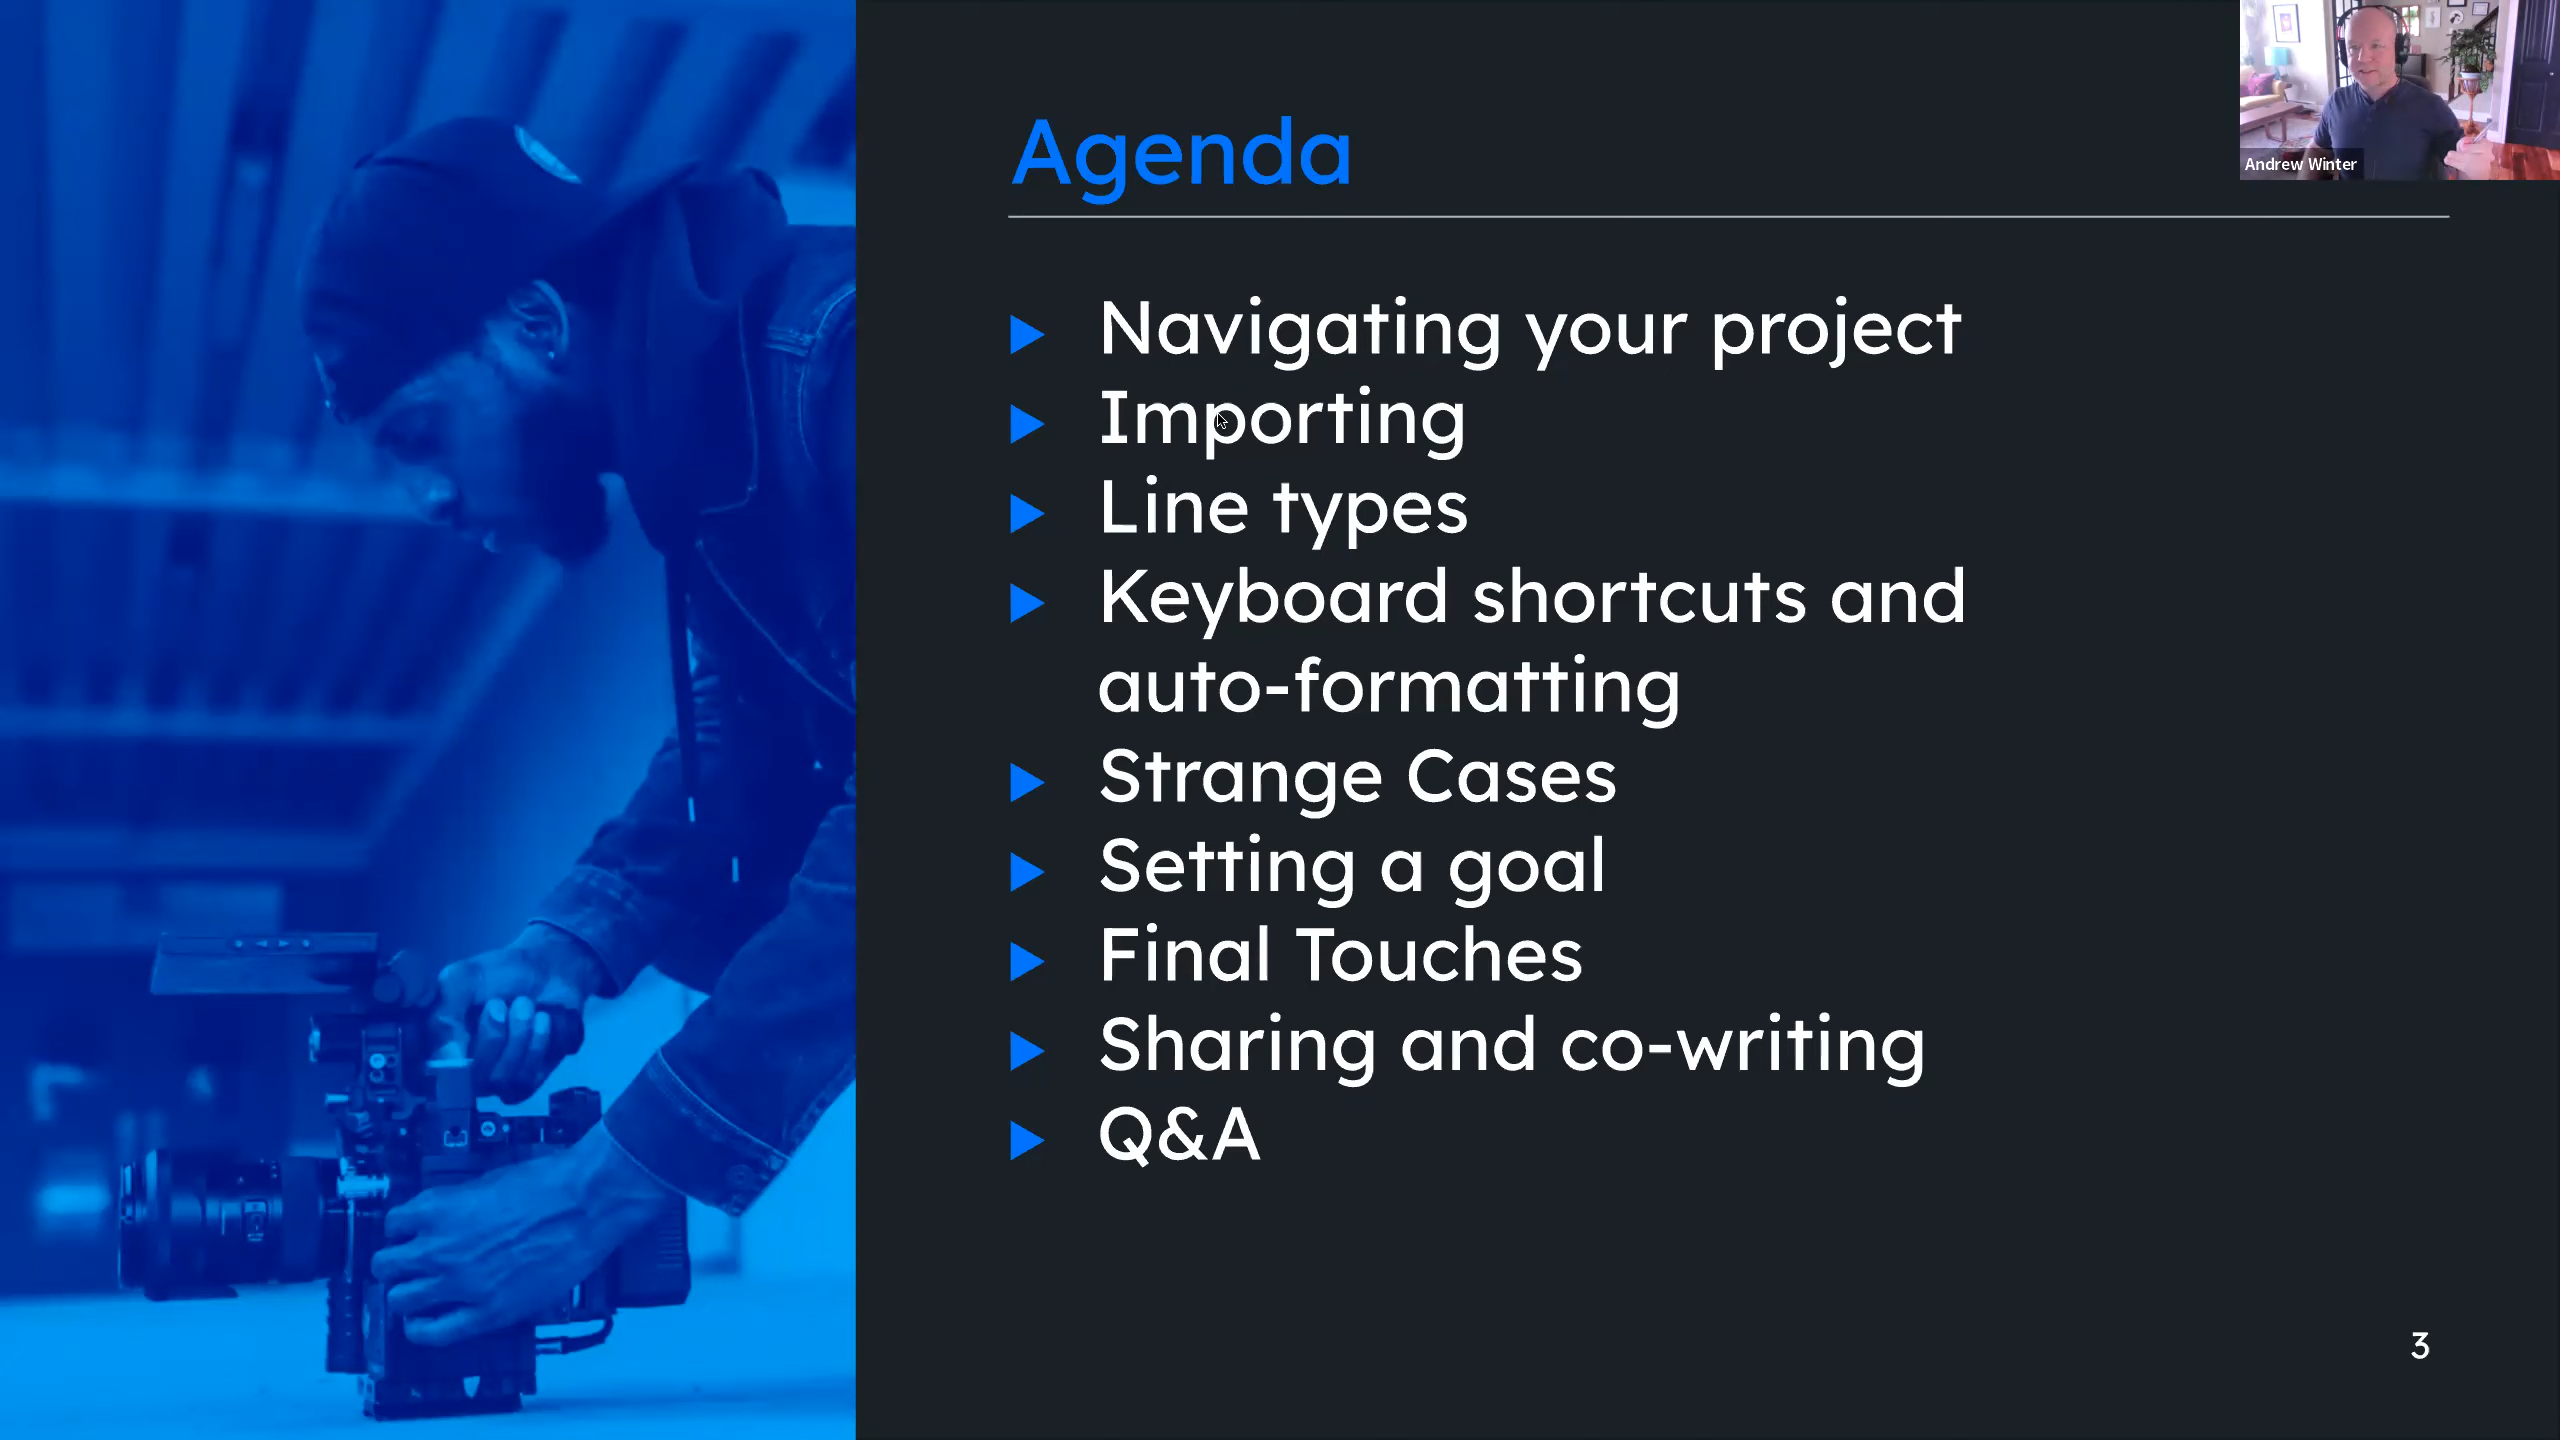 Agenda
Andrew Winter
Navigating your project
Importing
Line types
Keyboard shortcuts and
auto-formatting
Strange Cases
Setting a goal
Final Touches
Sharing and co-writing
Q&A
3